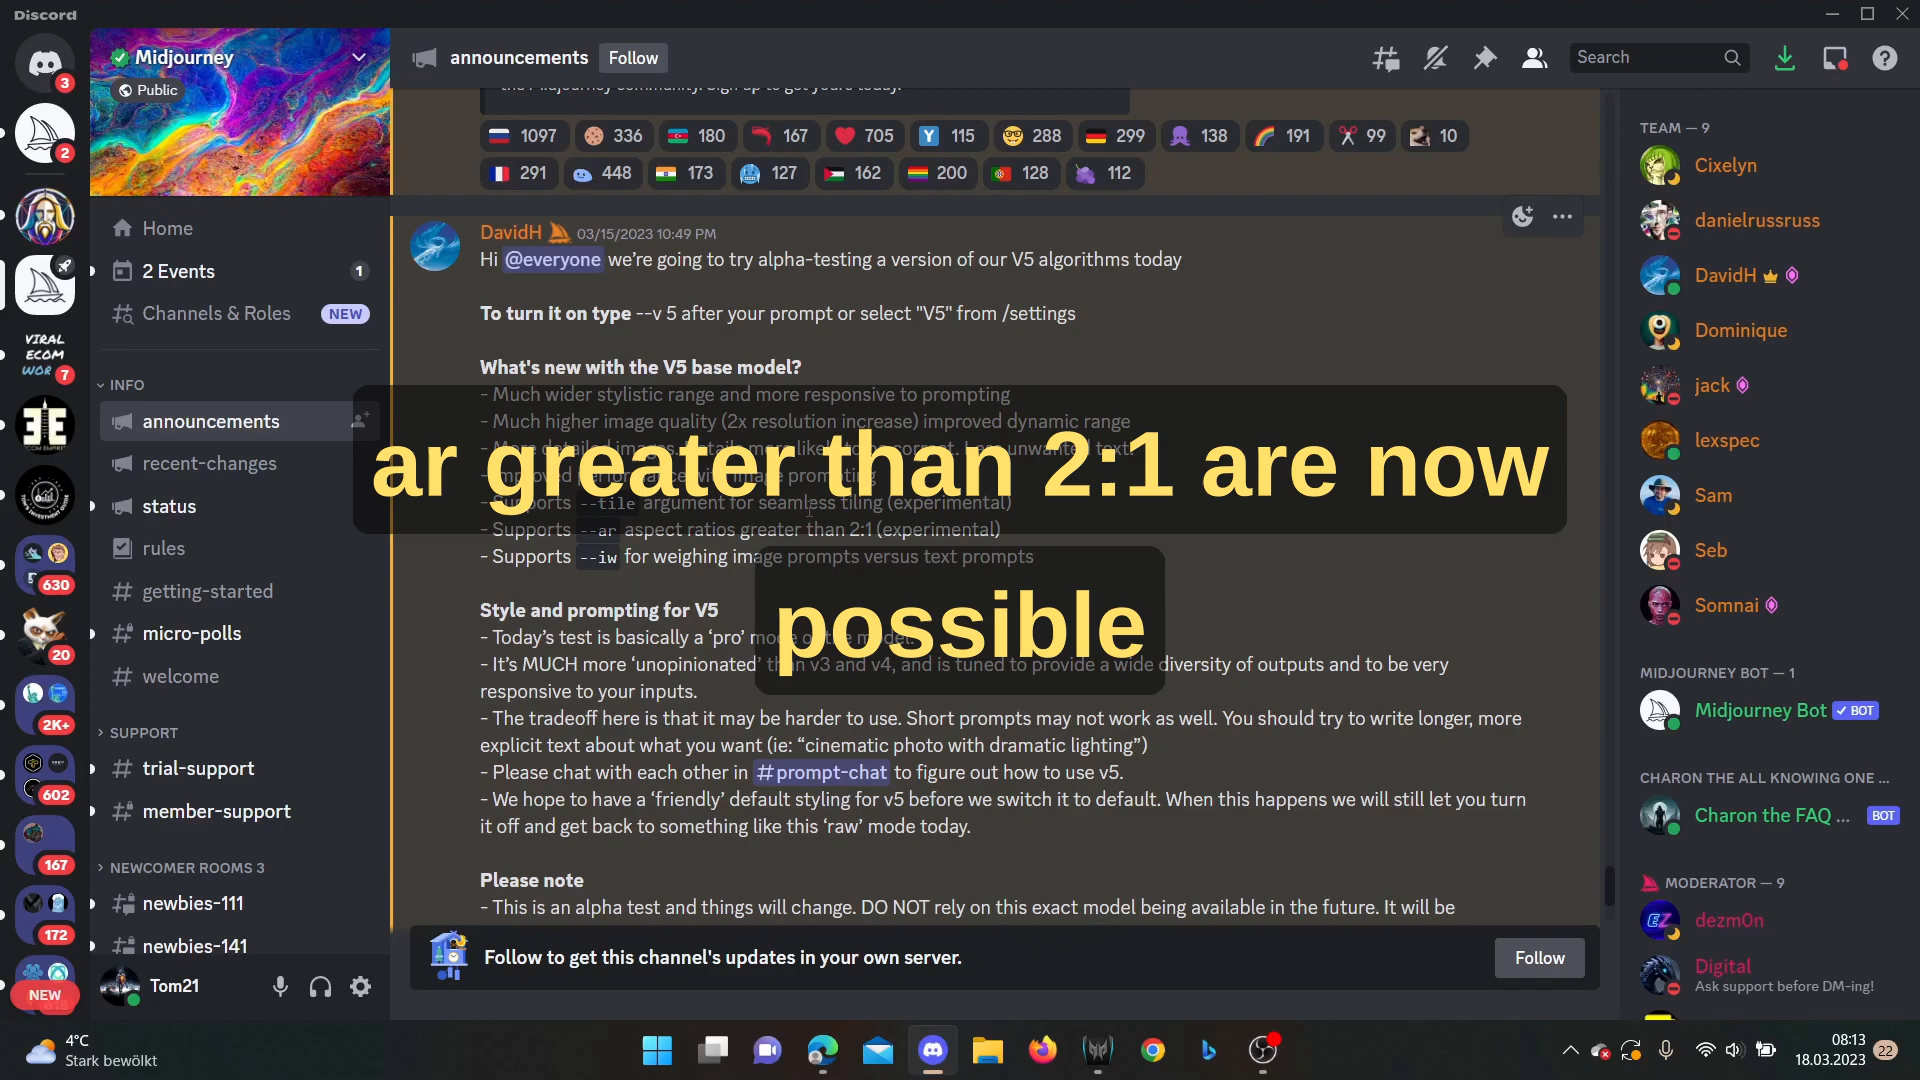 Discord
Midjourney
Public
Home
2 Events
1
Channels & Roles
NEW
INFO
announcements
recent-changes
status
rules
getting-started
micro-polls
welcome
SUPPORT
trial-support
member-support
NEWCOMER ROOMS 3
newbies-111
newbies-141
Tom21
3
2
VIRAL
ECOM
WOR
7
630
20
2K+
602
167
172
NEW
announcements
Follow
Search
1097 336 180 167 705 115 288 299 138 191 99 10
291 448 173 127 162 200 128 112
DavidH 03/15/2023 10:49 PM
Hi @everyone we're going to try alpha-testing a version of our V5 algorithms today
To turn it on type --v 5 after your prompt or select "V5" from /settings
What's new with the V5 base model?
- Much wider stylistic range and more responsive to prompting
- Much higher image quality (2x resolution increase) improved dynamic range
ar greater than 2:1 are now
- Supports --tile argument for seamless tiling (experimental)
- Supports --ar aspect ratios greater than 2:1 (experimental)
- Supports --iw for weighing image prompts versus text prompts
possible
Style and prompting for V5
- Today's test is basically a 'pro' mode of the model.
- It's MUCH more 'unopinionated' than v3 and v4, and is tuned to provide a wide diversity of outputs and to be very
responsive to your inputs.
- The tradeoff here is that it may be harder to use. Short prompts may not work as well. You should try to write longer, more
explicit text about what you want (ie: “cinematic photo with dramatic lighting”)
- Please chat with each other in #prompt-chat to figure out how to use v5.
- We hope to have a ‘friendly’ default styling for v5 before we switch it to default. When this happens we will still let you turn
it off and get back to something like this ‘raw’ mode today.
Please note
- This is an alpha test and things will change. DO NOT rely on this exact model being available in the future. It will be
Follow to get this channel's updates in your own server.
Follow
TEAM — 9
Cixelyn
danielrussruss
DavidH
Dominique
jack
lexspec
Sam
Seb
Somnai
MIDJOURNEY BOT — 1
Midjourney Bot BOT
CHARON THE ALL KNOWING ONE ...
Charon the FAQ ... BOT
MODERATOR — 9
dezm0n
Digital
Ask support before DM-ing!
4°C
Stark bewölkt
08:13
18.03.2023
22